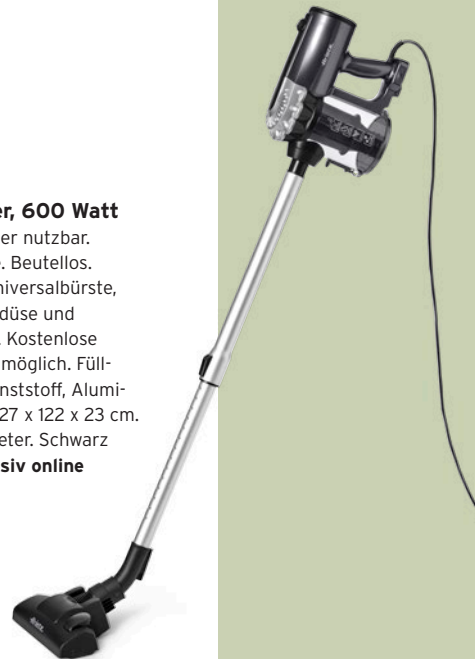 er, 600 Watt
er nutzbar.
. Beutellos.
niversalbürste,
düse und
. Kostenlose
möglich. Füll-
nststoff, Alumi-
27 x 122 x 23 cm.
eter. Schwarz
siv online